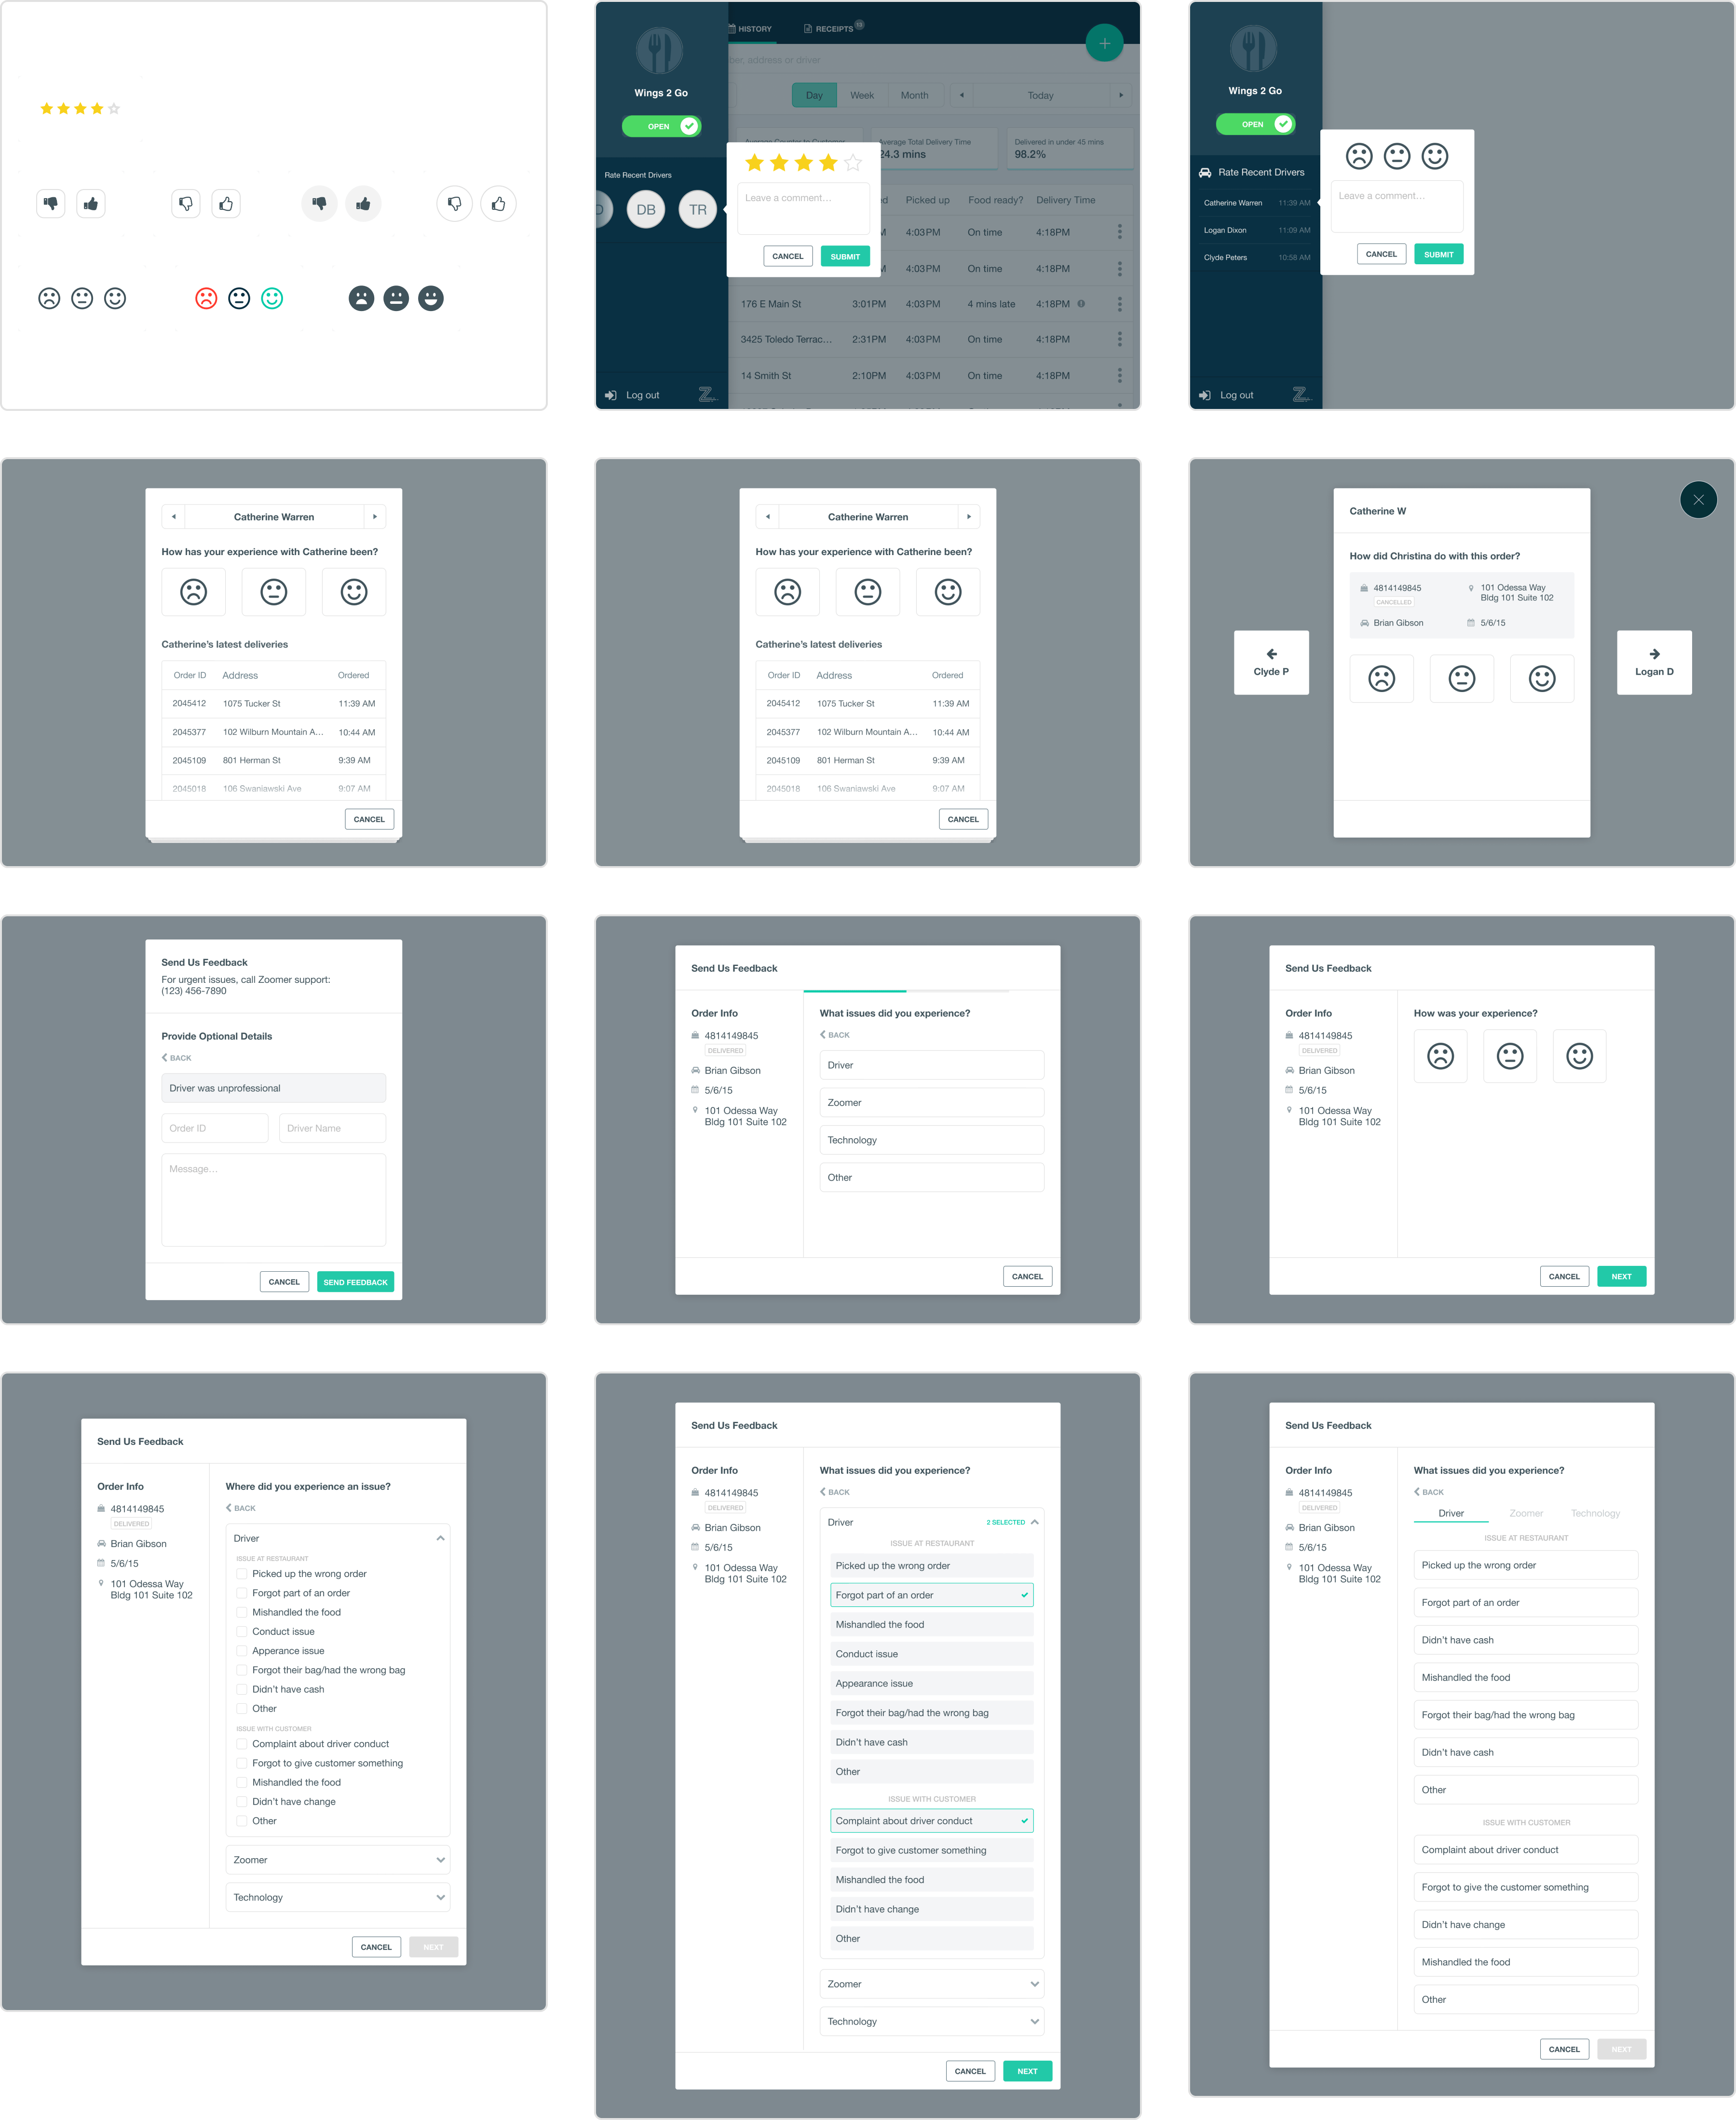 HISTORY
RECEIPTS 13
Wings 2 Go
OPEN
Day Week Month Today
Average Total Delivery Time
24.3 mins
Delivered in under 45 mins
98.2%
Rate Recent Drivers
DB TR
Leave a comment...
CANCEL SUBMIT
Picked up Food ready? Delivery Time
4:03PM On time 4:18PM
4:03PM On time 4:18PM
176 E Main St 3:01PM 4:03PM 4 mins late 4:18PM
3425 Toledo Terrac... 2:31PM 4:03PM On time 4:18PM
14 Smith St 2:10PM 4:03PM On time 4:18PM
Log out
Wings 2 Go
OPEN
Rate Recent Drivers
Catherine Warren 11:39 AM
Logan Dixon 11:09 AM
Clyde Peters 10:58 AM
Leave a comment...
CANCEL SUBMIT
Log out
Catherine Warren
How has your experience with Catherine been?
Catherine's latest deliveries
Order ID Address Ordered
2045412 1075 Tucker St 11:39 AM
2045377 102 Wilburn Mountain A... 10:44 AM
2045109 801 Herman St 9:39 AM
2045018 106 Swaniawski Ave 9:07 AM
CANCEL
Catherine Warren
How has your experience with Catherine been?
Catherine's latest deliveries
Order ID Address Ordered
2045412 1075 Tucker St 11:39 AM
2045377 102 Wilburn Mountain A... 10:44 AM
2045109 801 Herman St 9:39 AM
2045018 106 Swaniawski Ave 9:07 AM
CANCEL
Catherine W
How did Christina do with this order?
4814149845
CANCELLED
101 Odessa Way
Bldg 101 Suite 102
Brian Gibson
5/6/15
Clyde P
Logan D
Send Us Feedback
For urgent issues, call Zoomer support:
(123) 456-7890
Provide Optional Details
BACK
Driver was unprofessional
Order ID
Driver Name
Message...
CANCEL SEND FEEDBACK
Send Us Feedback
Order Info
4814149845
DELIVERED
Brian Gibson
5/6/15
101 Odessa Way
Bldg 101 Suite 102
What issues did you experience?
BACK
Driver
Zoomer
Technology
Other
CANCEL
Send Us Feedback
Order Info
4814149845
DELIVERED
Brian Gibson
5/6/15
101 Odessa Way
Bldg 101 Suite 102
How was your experience?
CANCEL NEXT
Send Us Feedback
Order Info
4814149845
DELIVERED
Brian Gibson
5/6/15
101 Odessa Way
Bldg 101 Suite 102
Where did you experience an issue?
BACK
Driver
ISSUE AT RESTAURANT
Picked up the wrong order
Forgot part of an order
Mishandled the food
Conduct issue
Apperance issue
Forgot their bag/had the wrong bag
Didn't have cash
Other
ISSUE WITH CUSTOMER
Complaint about driver conduct
Forgot to give customer something
Mishandled the food
Didn't have change
Other
Zoomer
Technology
CANCEL NEXT
Send Us Feedback
Order Info
4814149845
DELIVERED
Brian Gibson
5/6/15
101 Odessa Way
Bldg 101 Suite 102
What issues did you experience?
BACK
Driver 2 SELECTED
ISSUE AT RESTAURANT
Picked up the wrong order
Forgot part of an order
Mishandled the food
Conduct issue
Appearance issue
Forgot their bag/had the wrong bag
Didn't have cash
Other
ISSUE WITH CUSTOMER
Complaint about driver conduct
Forgot to give customer something
Mishandled the food
Didn't have change
Other
Zoomer
Technology
CANCEL NEXT
Send Us Feedback
Order Info
4814149845
DELIVERED
Brian Gibson
5/6/15
101 Odessa Way
Bldg 101 Suite 102
What issues did you experience?
BACK
Driver Zoomer Technology
ISSUE AT RESTAURANT
Picked up the wrong order
Forgot part of an order
Didn't have cash
Mishandled the food
Forgot their bag/had the wrong bag
Didn't have cash
Other
ISSUE WITH CUSTOMER
Complaint about driver conduct
Forgot to give the customer something
Didn't have change
Mishandled the food
Other
CANCEL NEXT